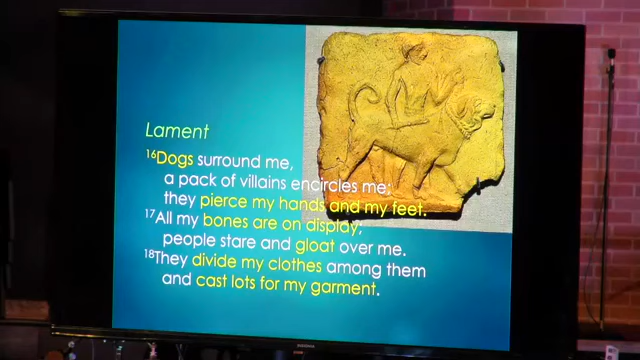 Lament
16Dogs surround me,
a pack of villains encircles me;
they pierce my hands and my feet.
17All my bones are on display;
people stare and gloat over me.
18They divide my clothes among them
and cast lots for my garment.
INSIGNIA